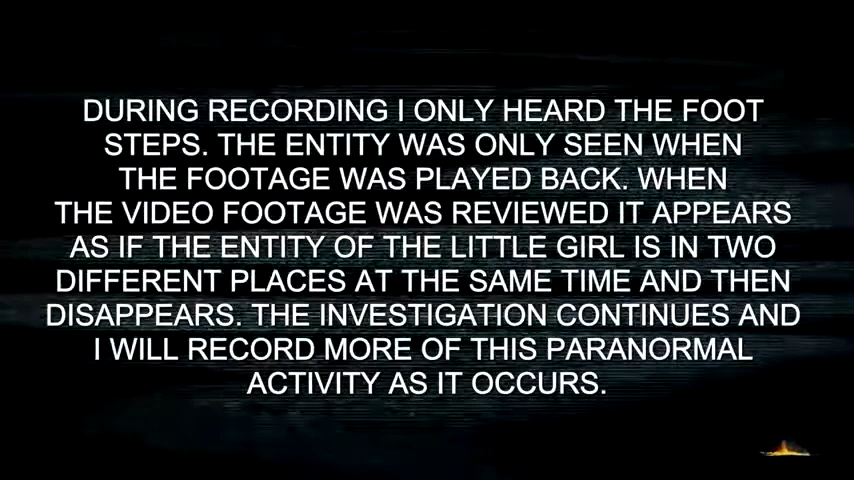 DURING RECORDING I ONLY HEARD THE FOOT
STEPS. THE ENTITY WAS ONLY SEEN WHEN
THE FOOTAGE WAS PLAYED BACK. WHEN
THE VIDEO FOOTAGE WAS REVIEWED IT APPEARS
AS IF THE ENTITY OF THE LITTLE GIRL IS IN TWO
DIFFERENT PLACES AT THE SAME TIME AND THEN
DISAPPEARS. THE INVESTIGATION CONTINUES AND
I WILL RECORD MORE OF THIS PARANORMAL
ACTIVITY AS IT OCCURS.